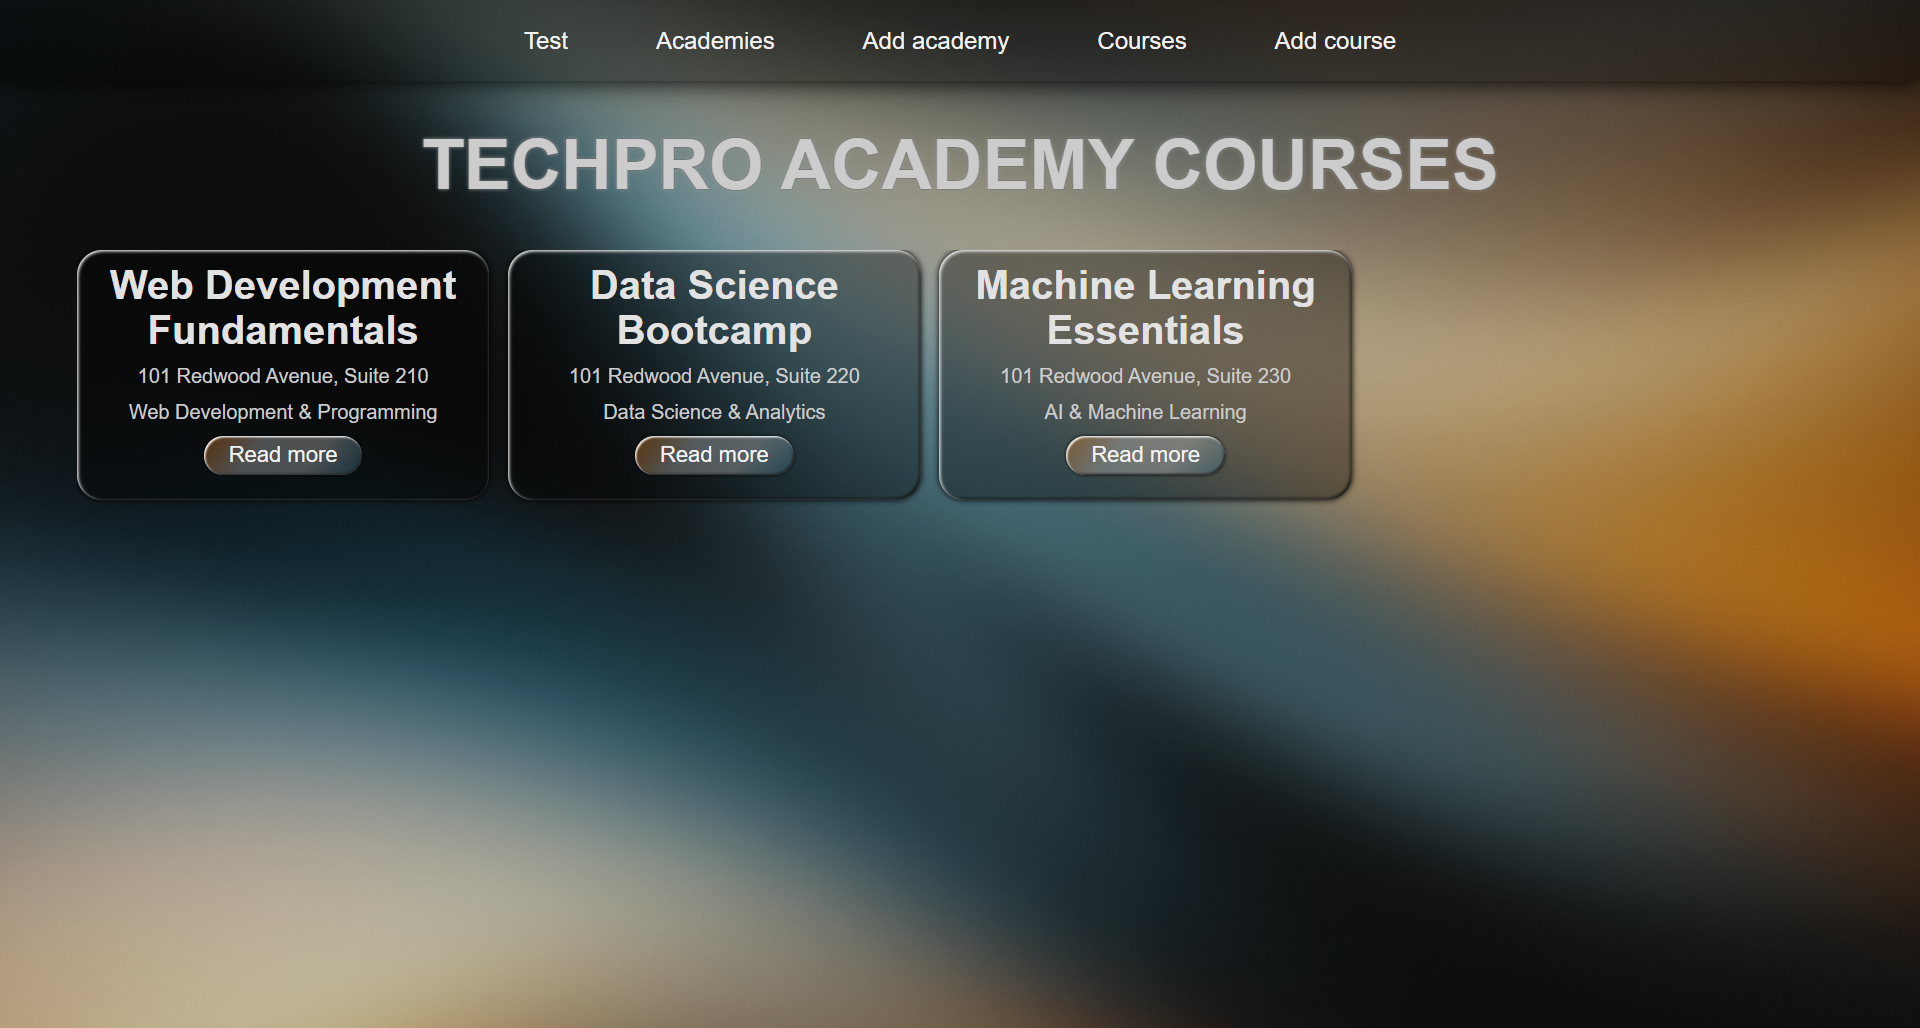 Test
Academies
Add academy
Courses
Add course
TECHPRO ACADEMY COURSES
Web Development
Fundamentals
101 Redwood Avenue, Suite 210
Web Development & Programming
Read more
Data Science
Bootcamp
101 Redwood Avenue, Suite 220
Data Science & Analytics
Read more
Machine Learning
Essentials
101 Redwood Avenue, Suite 230
AI & Machine Learning
Read more